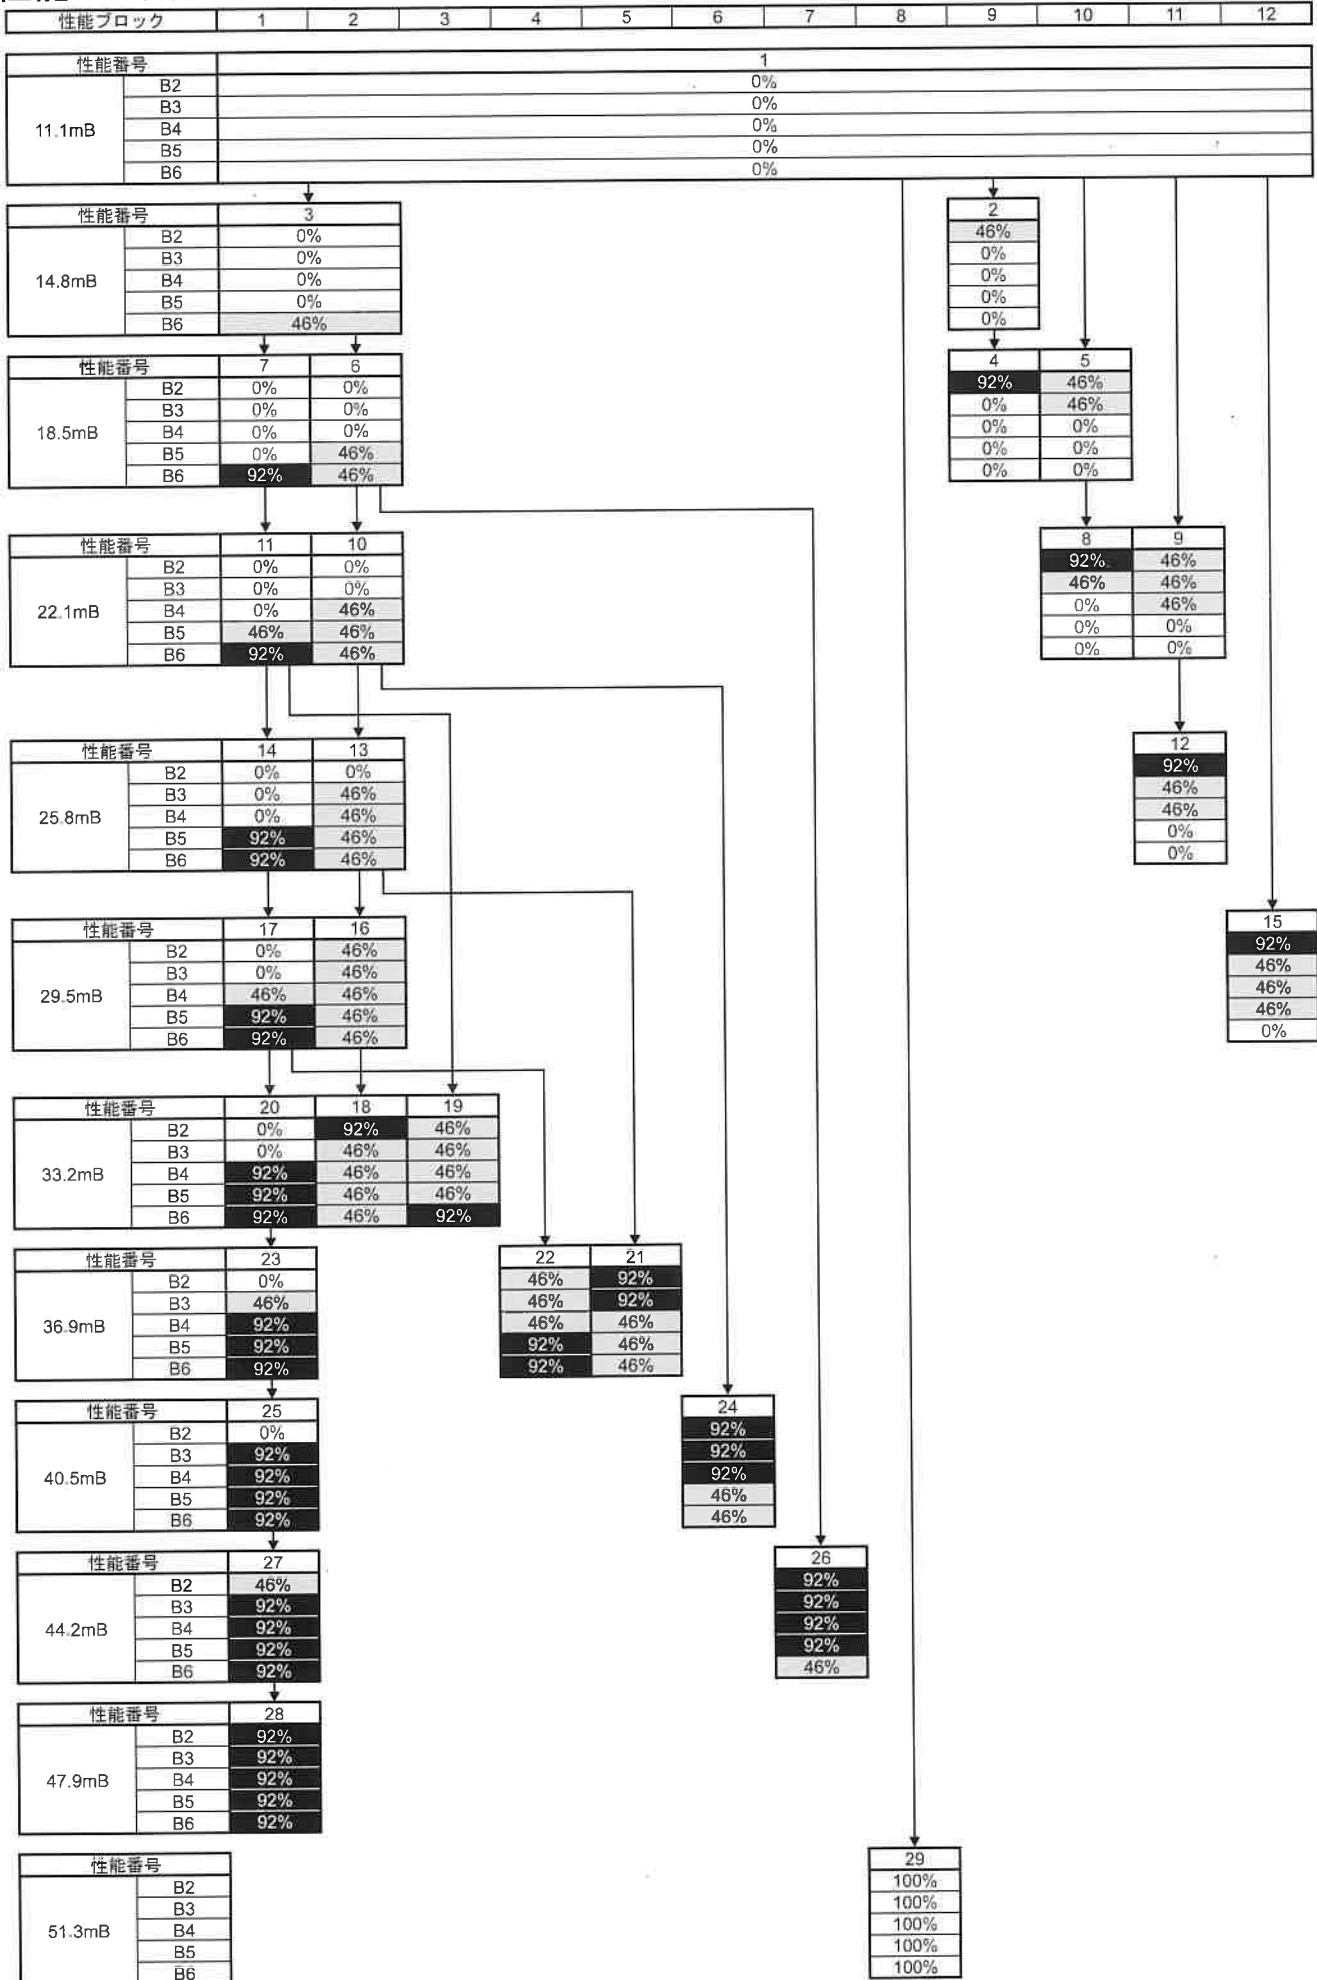 性能ブロック 1 2 3 4 5 6 7 8 9 10 11 12
性能番号 1
11.1mB
B2 0%
B3 0%
B4 0%
B5 0%
B6 0%
性能番号 3 2
14.8mB
B2 0% 46%
B3 0% 0%
B4 0% 0%
B5 0% 0%
B6 46% 0%
性能番号 7 6 4 5
18.5mB
B2 0% 0% 92% 46%
B3 0% 0% 0% 46%
B4 0% 0% 0% 0%
B5 0% 46% 0% 0%
B6 92% 46% 0% 0%
性能番号 11 10 8 9
22.1mB
B2 0% 0% 92% 46%
B3 0% 0% 46% 46%
B4 0% 46% 0% 46%
B5 46% 46% 0% 0%
B6 92% 46% 0% 0%
性能番号 14 13 12
25.8mB
B2 0% 0% 92%
B3 0% 46% 46%
B4 0% 46% 46%
B5 92% 46% 0%
B6 92% 46% 0%
性能番号 17 16 15
29.5mB
B2 0% 46% 92%
B3 0% 46% 46%
B4 46% 46% 46%
B5 92% 46% 46%
B6 92% 46% 0%
性能番号 20 18 19
33.2mB
B2 0% 92% 46%
B3 0% 46% 46%
B4 92% 46% 46%
B5 92% 46% 46%
B6 92% 46% 92%
性能番号 23 22 21
36.9mB
B2 0% 46% 92%
B3 46% 46% 92%
B4 92% 46% 46%
B5 92% 92% 46%
B6 92% 92% 46%
性能番号 25 24
40.5mB
B2 0% 92%
B3 92% 92%
B4 92% 92%
B5 92% 46%
B6 92% 46%
性能番号 27 26
44.2mB
B2 46% 92%
B3 92% 92%
B4 92% 92%
B5 92% 92%
B6 92% 46%
性能番号 28
47.9mB
B2 92%
B3 92%
B4 92%
B5 92%
B6 92%
性能番号 29
51.3mB
B2 100%
B3 100%
B4 100%
B5 100%
B6 100%